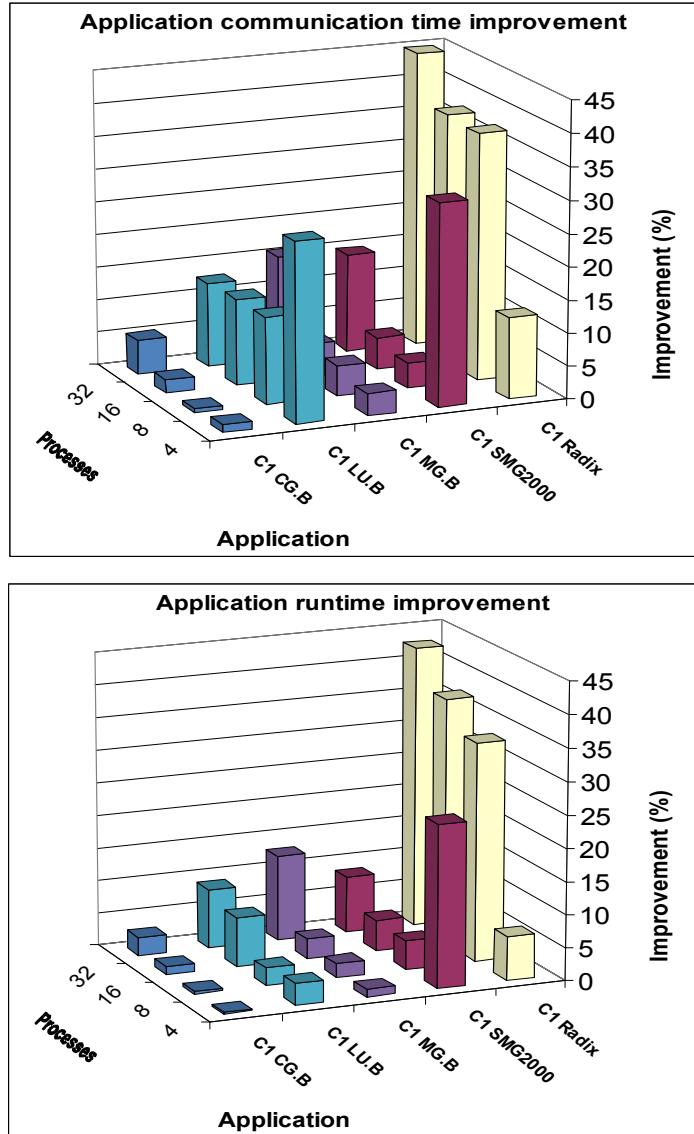 Application communication time improvement
45
40
35
30
25
20
15
10
5
0
Improvement (%)
32
16
8
4
Processes
C1 CG.B
C1 LU.B
C1 MG.B
C1 SMG2000
C1 Radix
Application
Application runtime improvement
45
40
35
30
25
20
15
10
5
0
Improvement (%)
32
16
8
4
Processes
C1 CG.B
C1 LU.B
C1 MG.B
C1 SMG2000
C1 Radix
Application